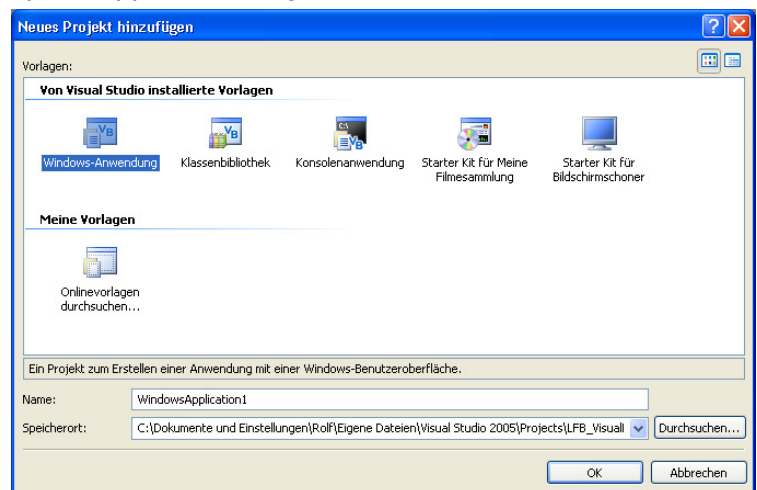 Neues Projekt hinzufügen
Vorlagen:
Von Visual Studio installierte Vorlagen
Windows-Anwendung Klassenbibliothek Konsolenanwendung Starter Kit für Meine Filmesammlung Starter Kit für Bildschirmschoner
Meine Vorlagen
Onlinevorlagen
durchsuchen...
Ein Projekt zum Erstellen einer Anwendung mit einer Windows-Benutzeroberfläche.
Name: WindowsApplication1
Speicherort: C:\Dokumente und Einstellungen\Rolf\Eigene Dateien\Visual Studio 2005\Projects\LFB_Visuall Durchsuchen...
OK Abbrechen